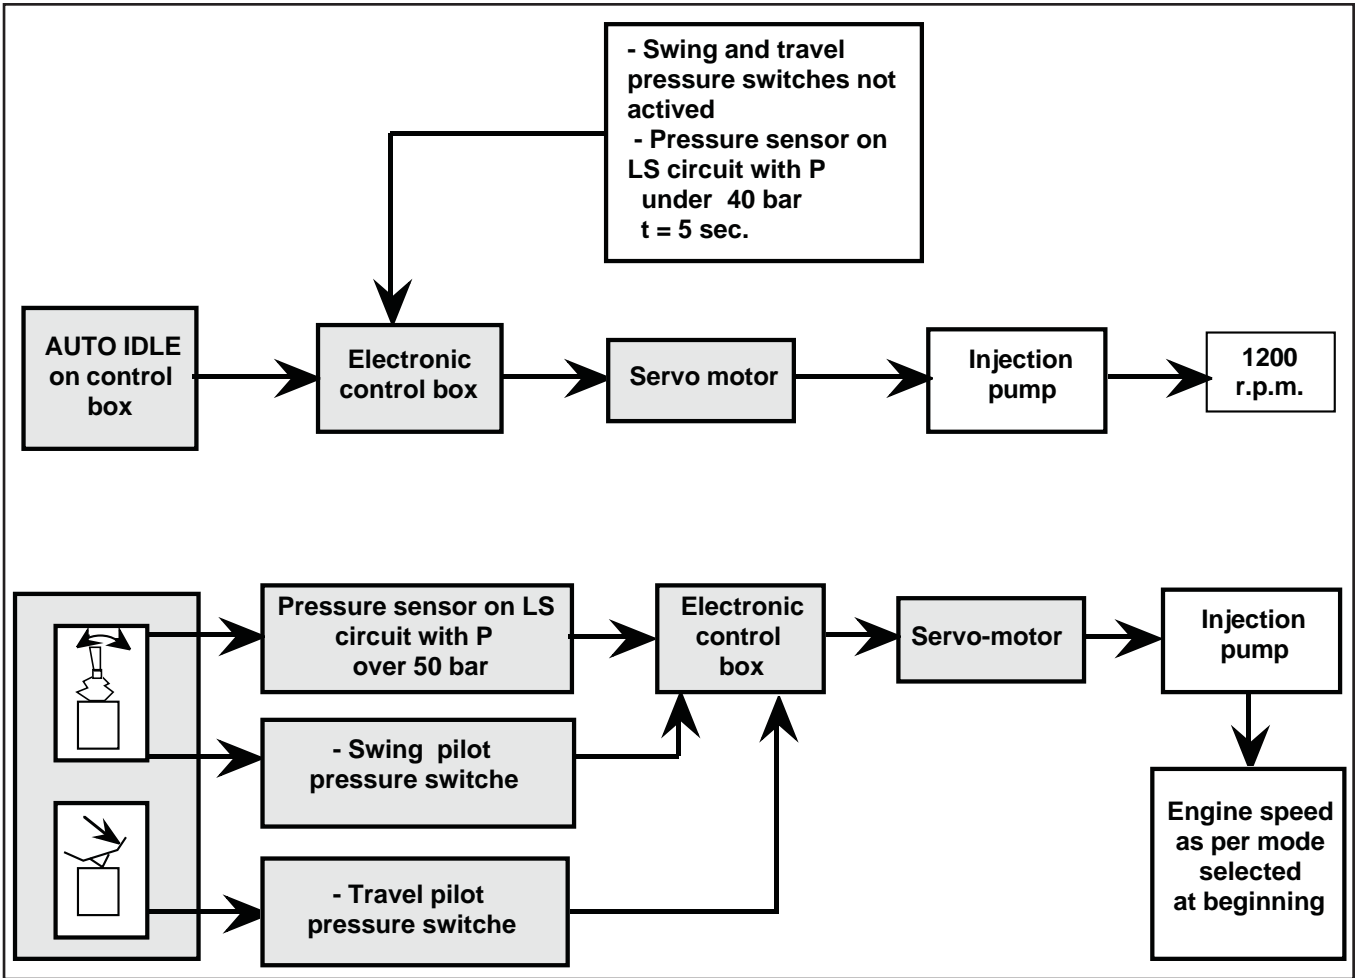 - Swing and travel
pressure switches not
actived
- Pressure sensor on
LS circuit with P
under 40 bar
t = 5 sec.
AUTO IDLE
on control
box
Electronic
control box
Servo motor
Injection
pump
1200
r.p.m.
Pressure sensor on LS
circuit with P
over 50 bar
Electronic
control
box
Servo-motor
Injection
pump
- Swing pilot
pressure switche
- Travel pilot
pressure switche
Engine speed
as per mode
selected
at beginning